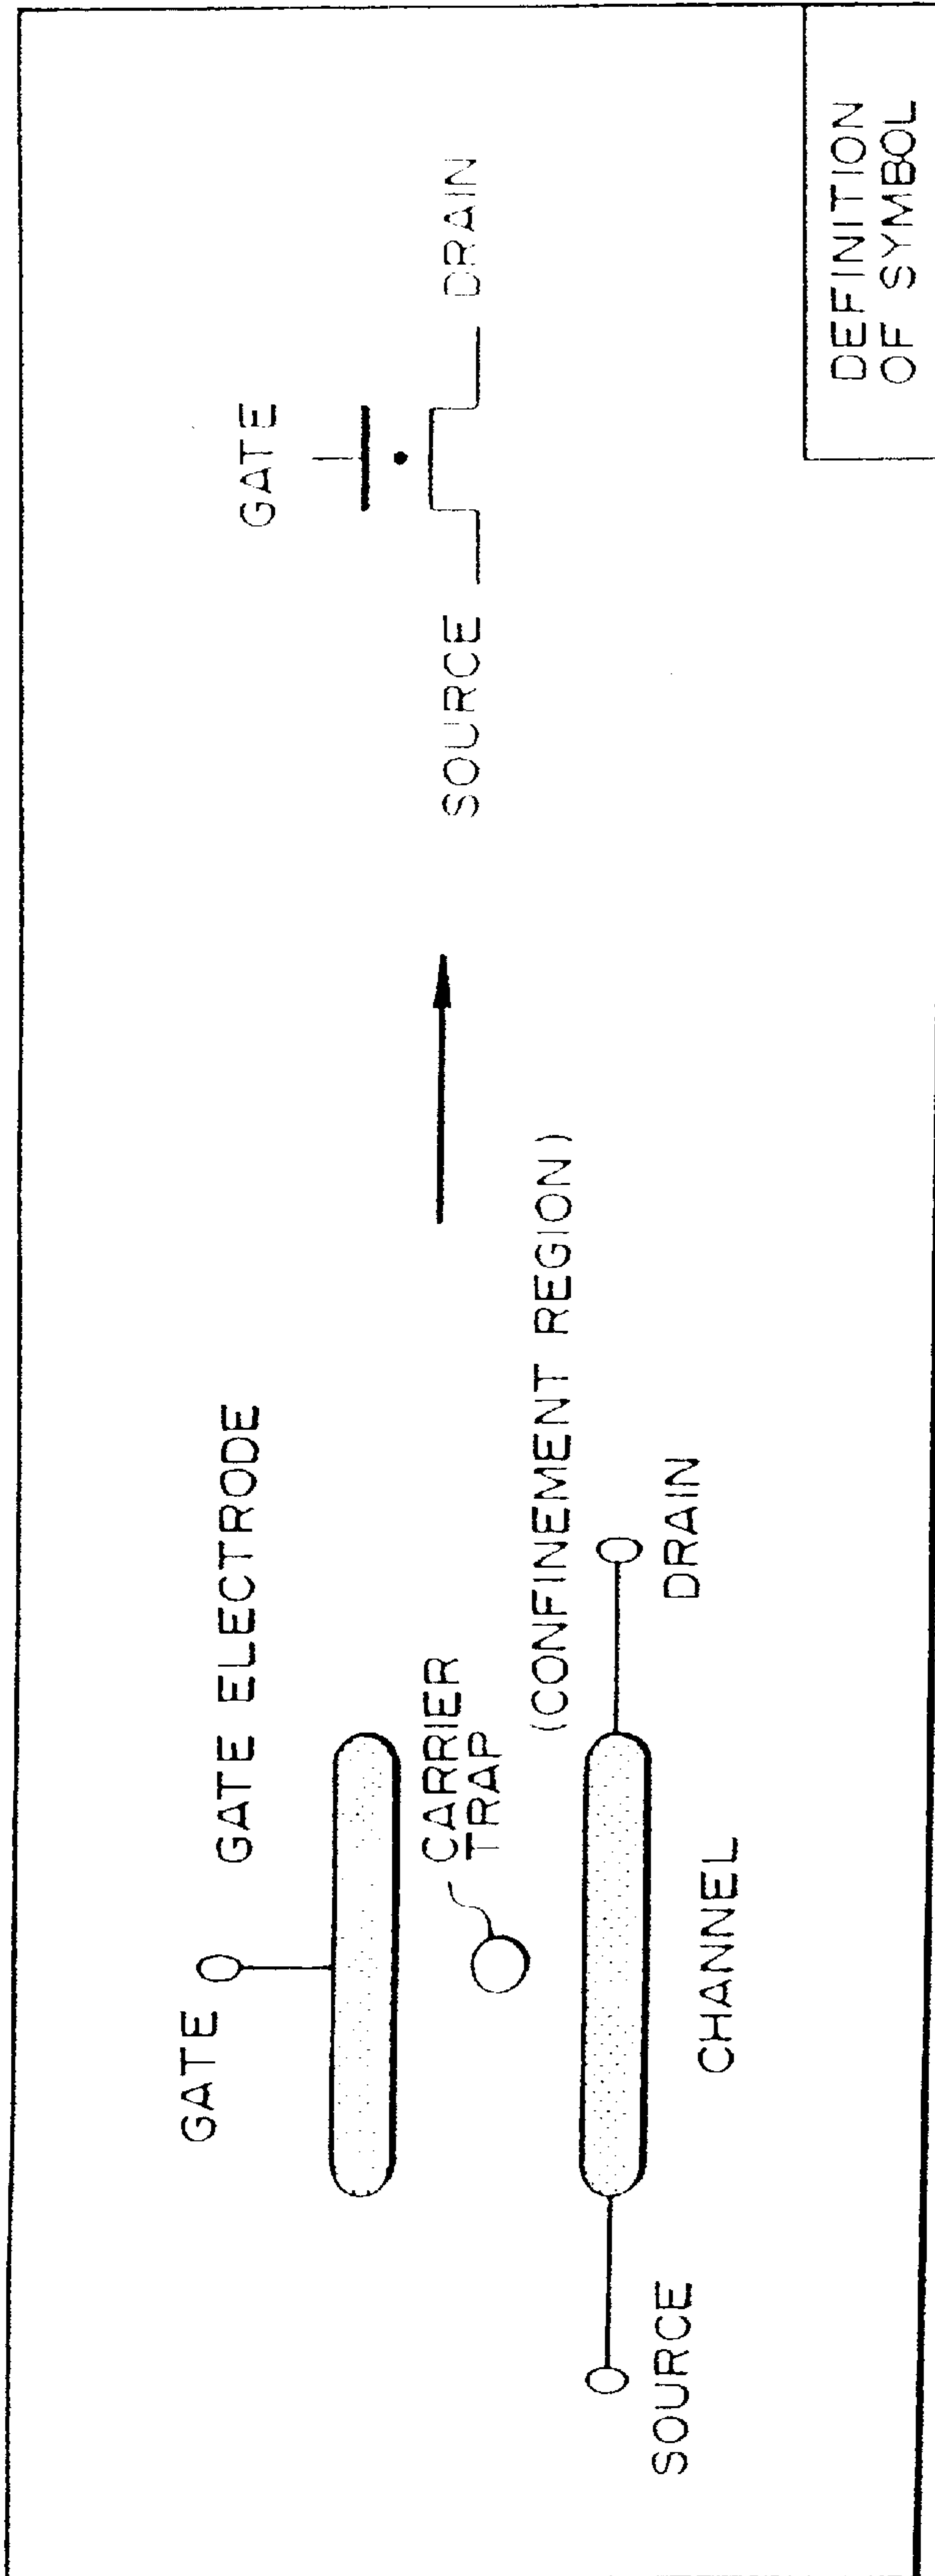 GATE
GATE ELECTRODE
CARRIER
TRAP
(CONFINEMENT REGION)
SOURCE
DRAIN
CHANNEL
GATE
SOURCE
DRAIN
DEFINITION
OF SYMBOL